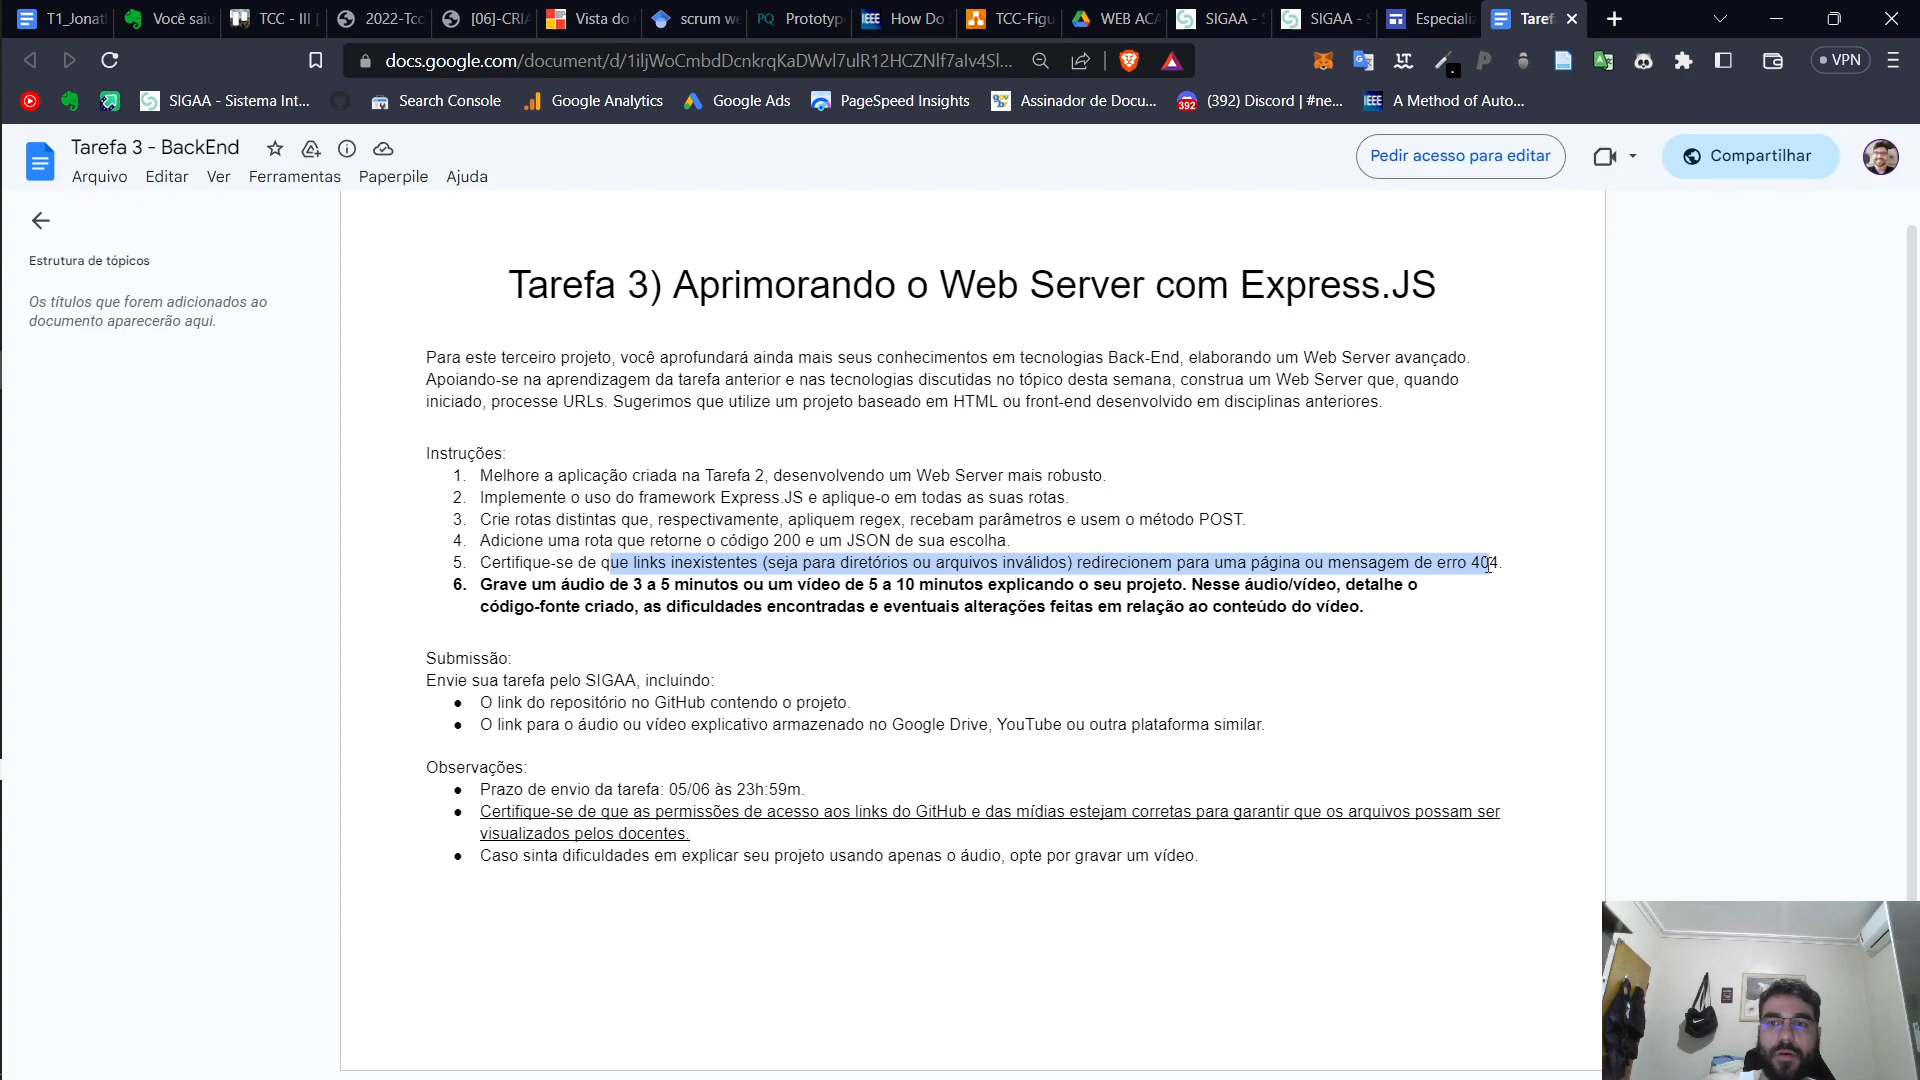 T1_Jonat
Você saiu
TCC - III
2022-Tcc
[06]-CRIA
Vista do
scrum we
Prototyp
How Do
TCC-Figu
WEB ACA
SIGAA - S
SIGAA - S
Especiali
Taref
docs.google.com/document/d/1iljWoCmbdDcnkrqKaDWvl7ulR12HCZNlf7alv4Sl...
VPN
SIGAA - Sistema Int...
Search Console
Google Analytics
Google Ads
PageSpeed Insights
Assinador de Docu...
(392) Discord | #ne...
A Method of Auto...
Tarefa 3 - BackEnd
Arquivo Editar Ver Ferramentas Paperpile Ajuda
Pedir acesso para editar
Compartilhar
Estrutura de tópicos
Os títulos que forem adicionados ao
documento aparecerão aqui.
Tarefa 3) Aprimorando o Web Server com Express.JS
Para este terceiro projeto, você aprofundará ainda mais seus conhecimentos em tecnologias Back-End, elaborando um Web Server avançado.
Apoiando-se na aprendizagem da tarefa anterior e nas tecnologias discutidas no tópico desta semana, construa um Web Server que, quando
iniciado, processe URLs. Sugerimos que utilize um projeto baseado em HTML ou front-end desenvolvido em disciplinas anteriores.
Instruções:
1. Melhore a aplicação criada na Tarefa 2, desenvolvendo um Web Server mais robusto.
2. Implemente o uso do framework Express.JS e aplique-o em todas as suas rotas.
3. Crie rotas distintas que, respectivamente, apliquem regex, recebam parâmetros e usem o método POST.
4. Adicione uma rota que retorne o código 200 e um JSON de sua escolha.
5. Certifique-se de que links inexistentes (seja para diretórios ou arquivos inválidos) redirecionem para uma página ou mensagem de erro 404.
6. Grave um áudio de 3 a 5 minutos ou um vídeo de 5 a 10 minutos explicando o seu projeto. Nesse áudio/vídeo, detalhe o
código-fonte criado, as dificuldades encontradas e eventuais alterações feitas em relação ao conteúdo do vídeo.
Submissão:
Envie sua tarefa pelo SIGAA, incluindo:
● O link do repositório no GitHub contendo o projeto.
● O link para o áudio ou vídeo explicativo armazenado no Google Drive, YouTube ou outra plataforma similar.
Observações:
● Prazo de envio da tarefa: 05/06 às 23h:59m.
● Certifique-se de que as permissões de acesso aos links do GitHub e das mídias estejam corretas para garantir que os arquivos possam ser
visualizados pelos docentes.
● Caso sinta dificuldades em explicar seu projeto usando apenas o áudio, opte por gravar um vídeo.